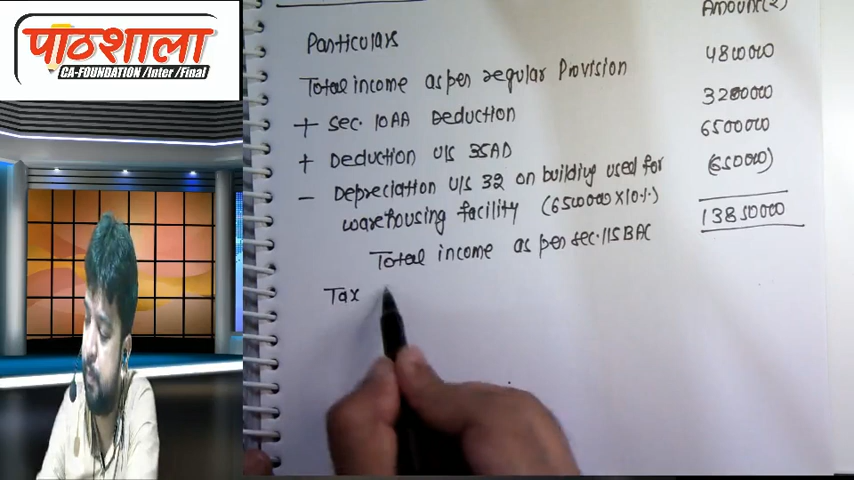 पाठशाला
CA-FOUNDATION /Inter /Final
Amount(₹)
Particulars
Total income as per regular Provision 4800000
+ Sec. 10AA Deduction 3200000
+ Deduction u/s 35AD 6500000
- Depreciation u/s 32 on building used for (650000)
warehousing facility (6500000×10%)
Total income as per sec. 115BAC 13850000
Tax